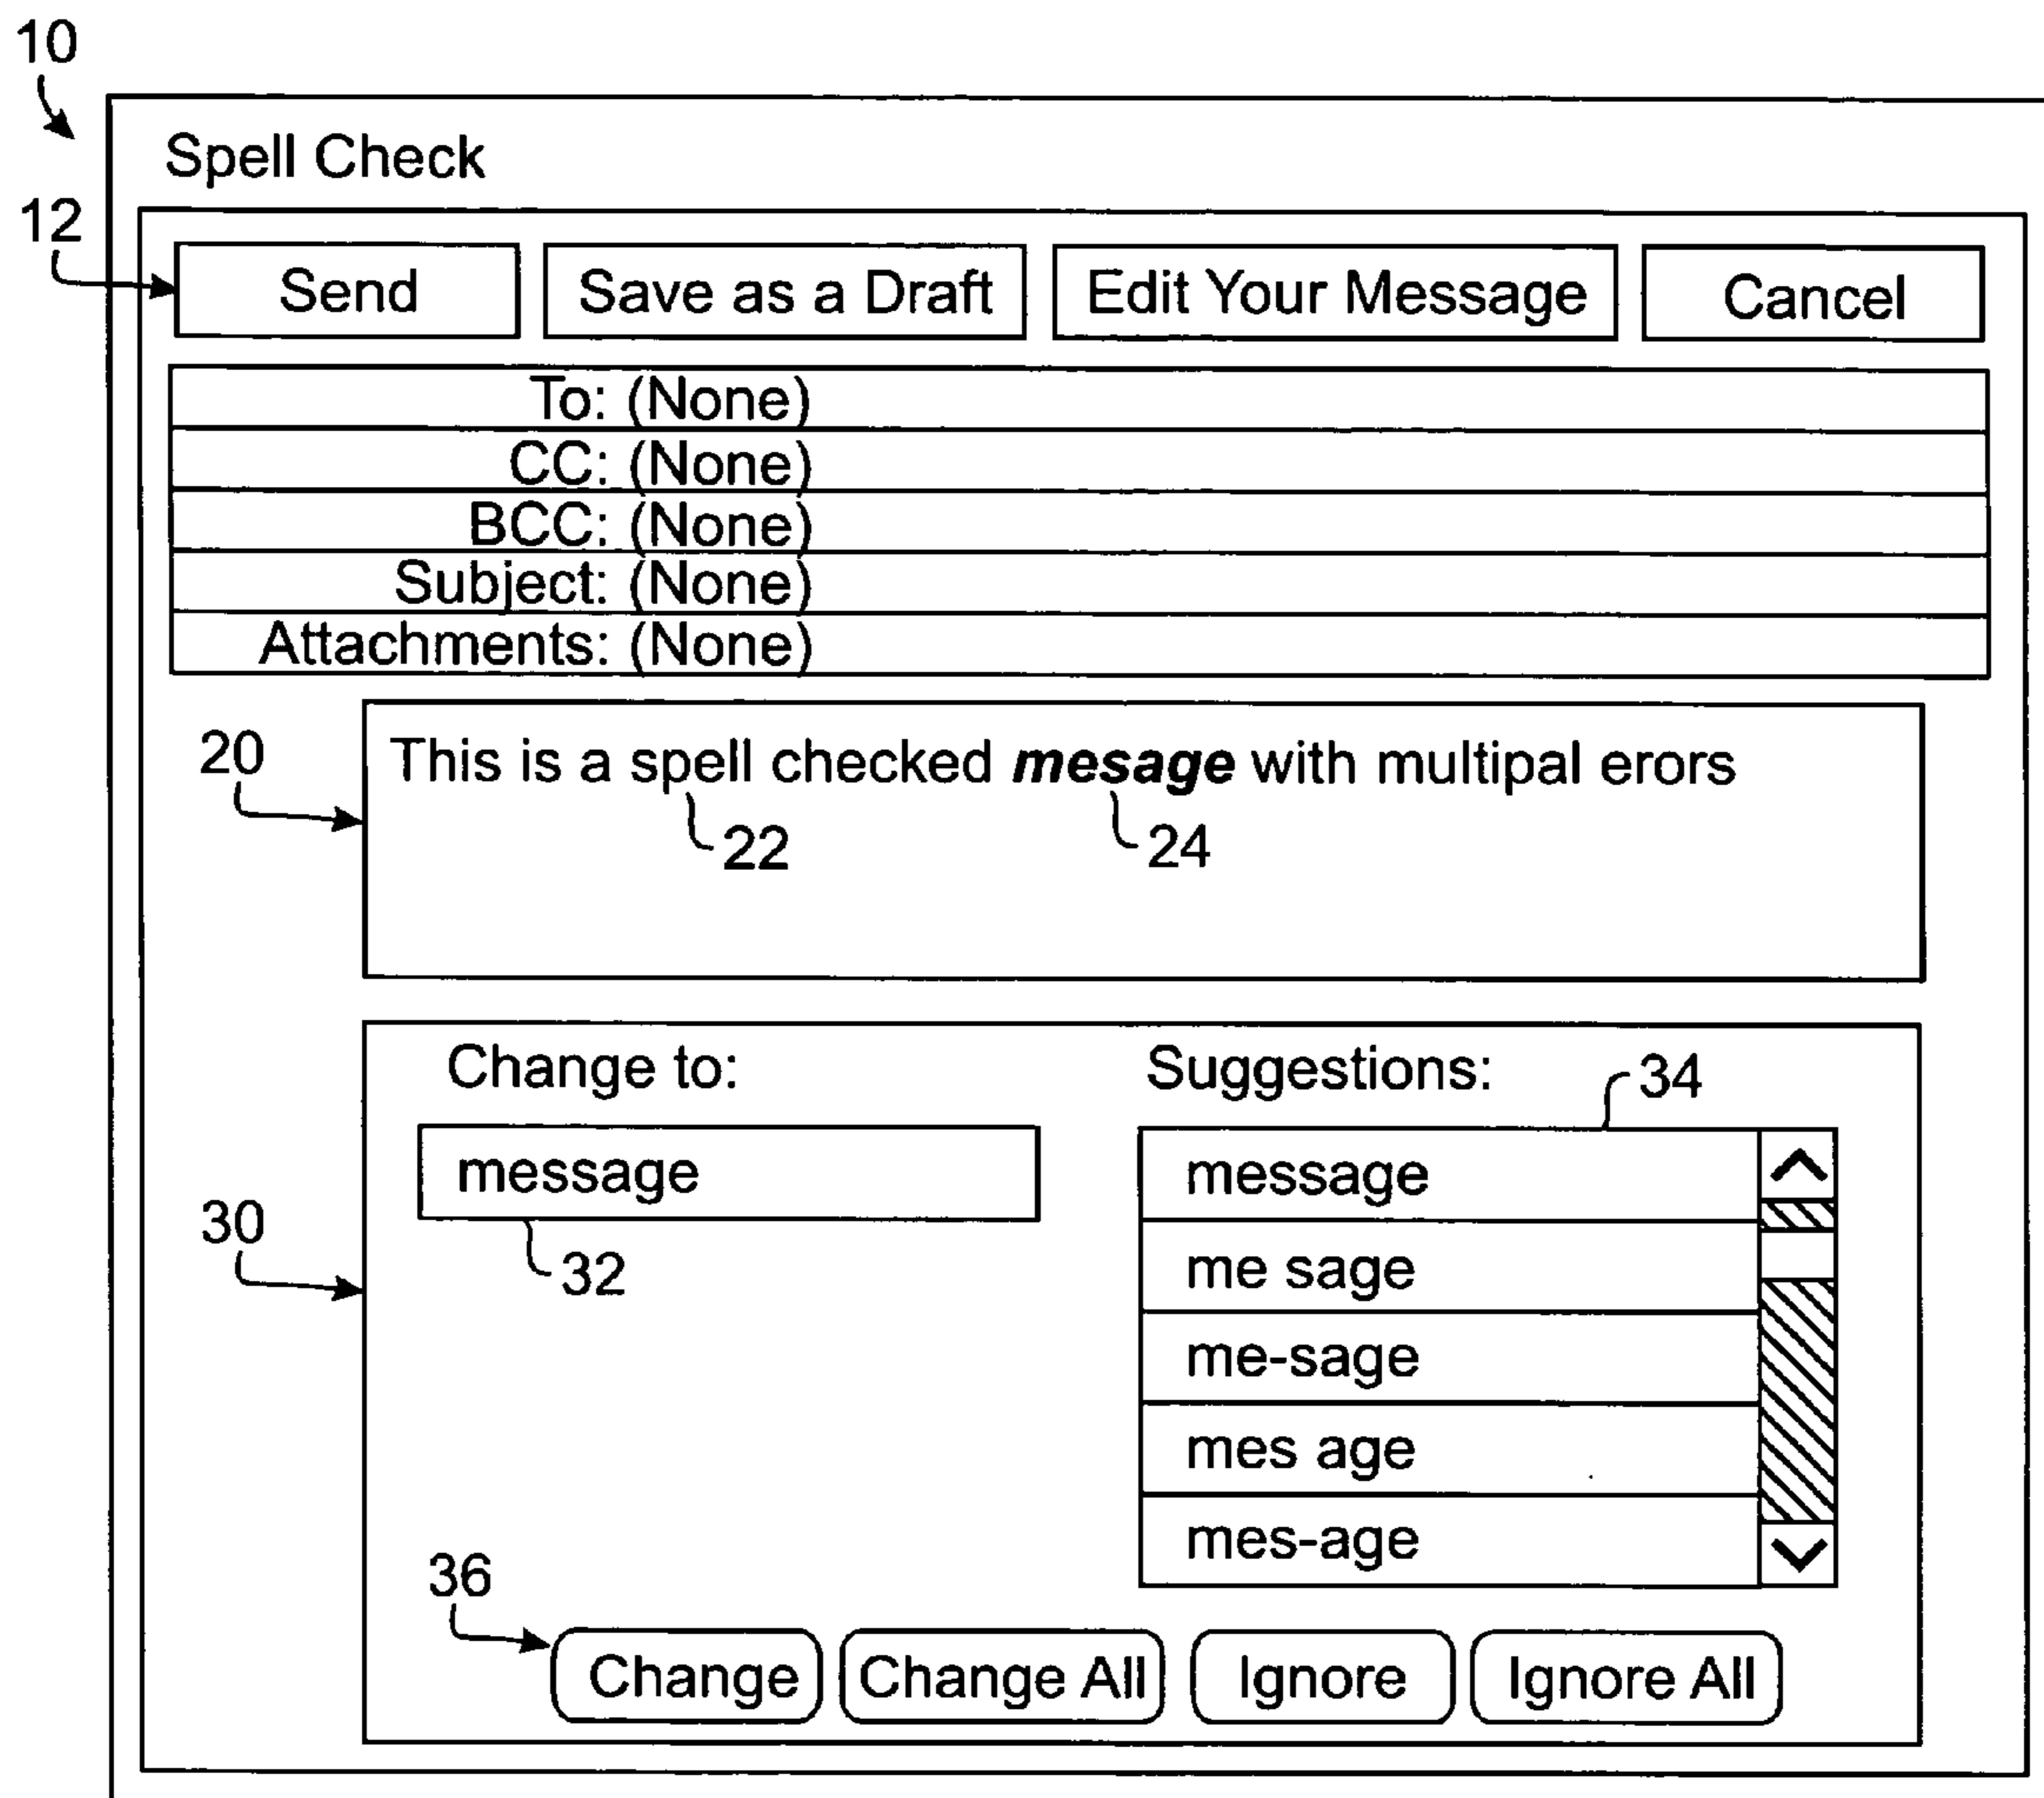 10
Spell Check
12
Send Save as a Draft Edit Your Message Cancel
To: (None)
CC: (None)
BCC: (None)
Subject: (None)
Attachments: (None)
20
This is a spell checked mesage with multipal erors
22 24
Change to: Suggestions: 34
message message
30
32
me sage
me-sage
mes age
mes-age
36
Change Change All Ignore Ignore All